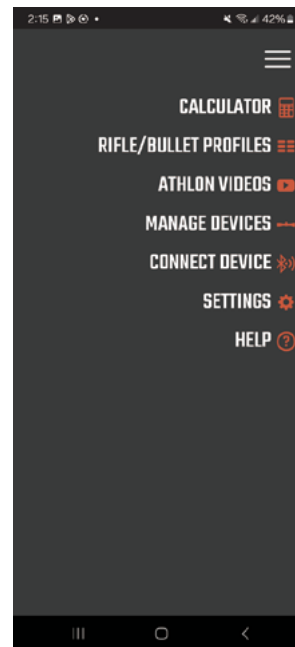 2:15
42%
CALCULATOR
RIFLE/BULLET PROFILES
ATHLON VIDEOS
MANAGE DEVICES
CONNECT DEVICE
SETTINGS
HELP